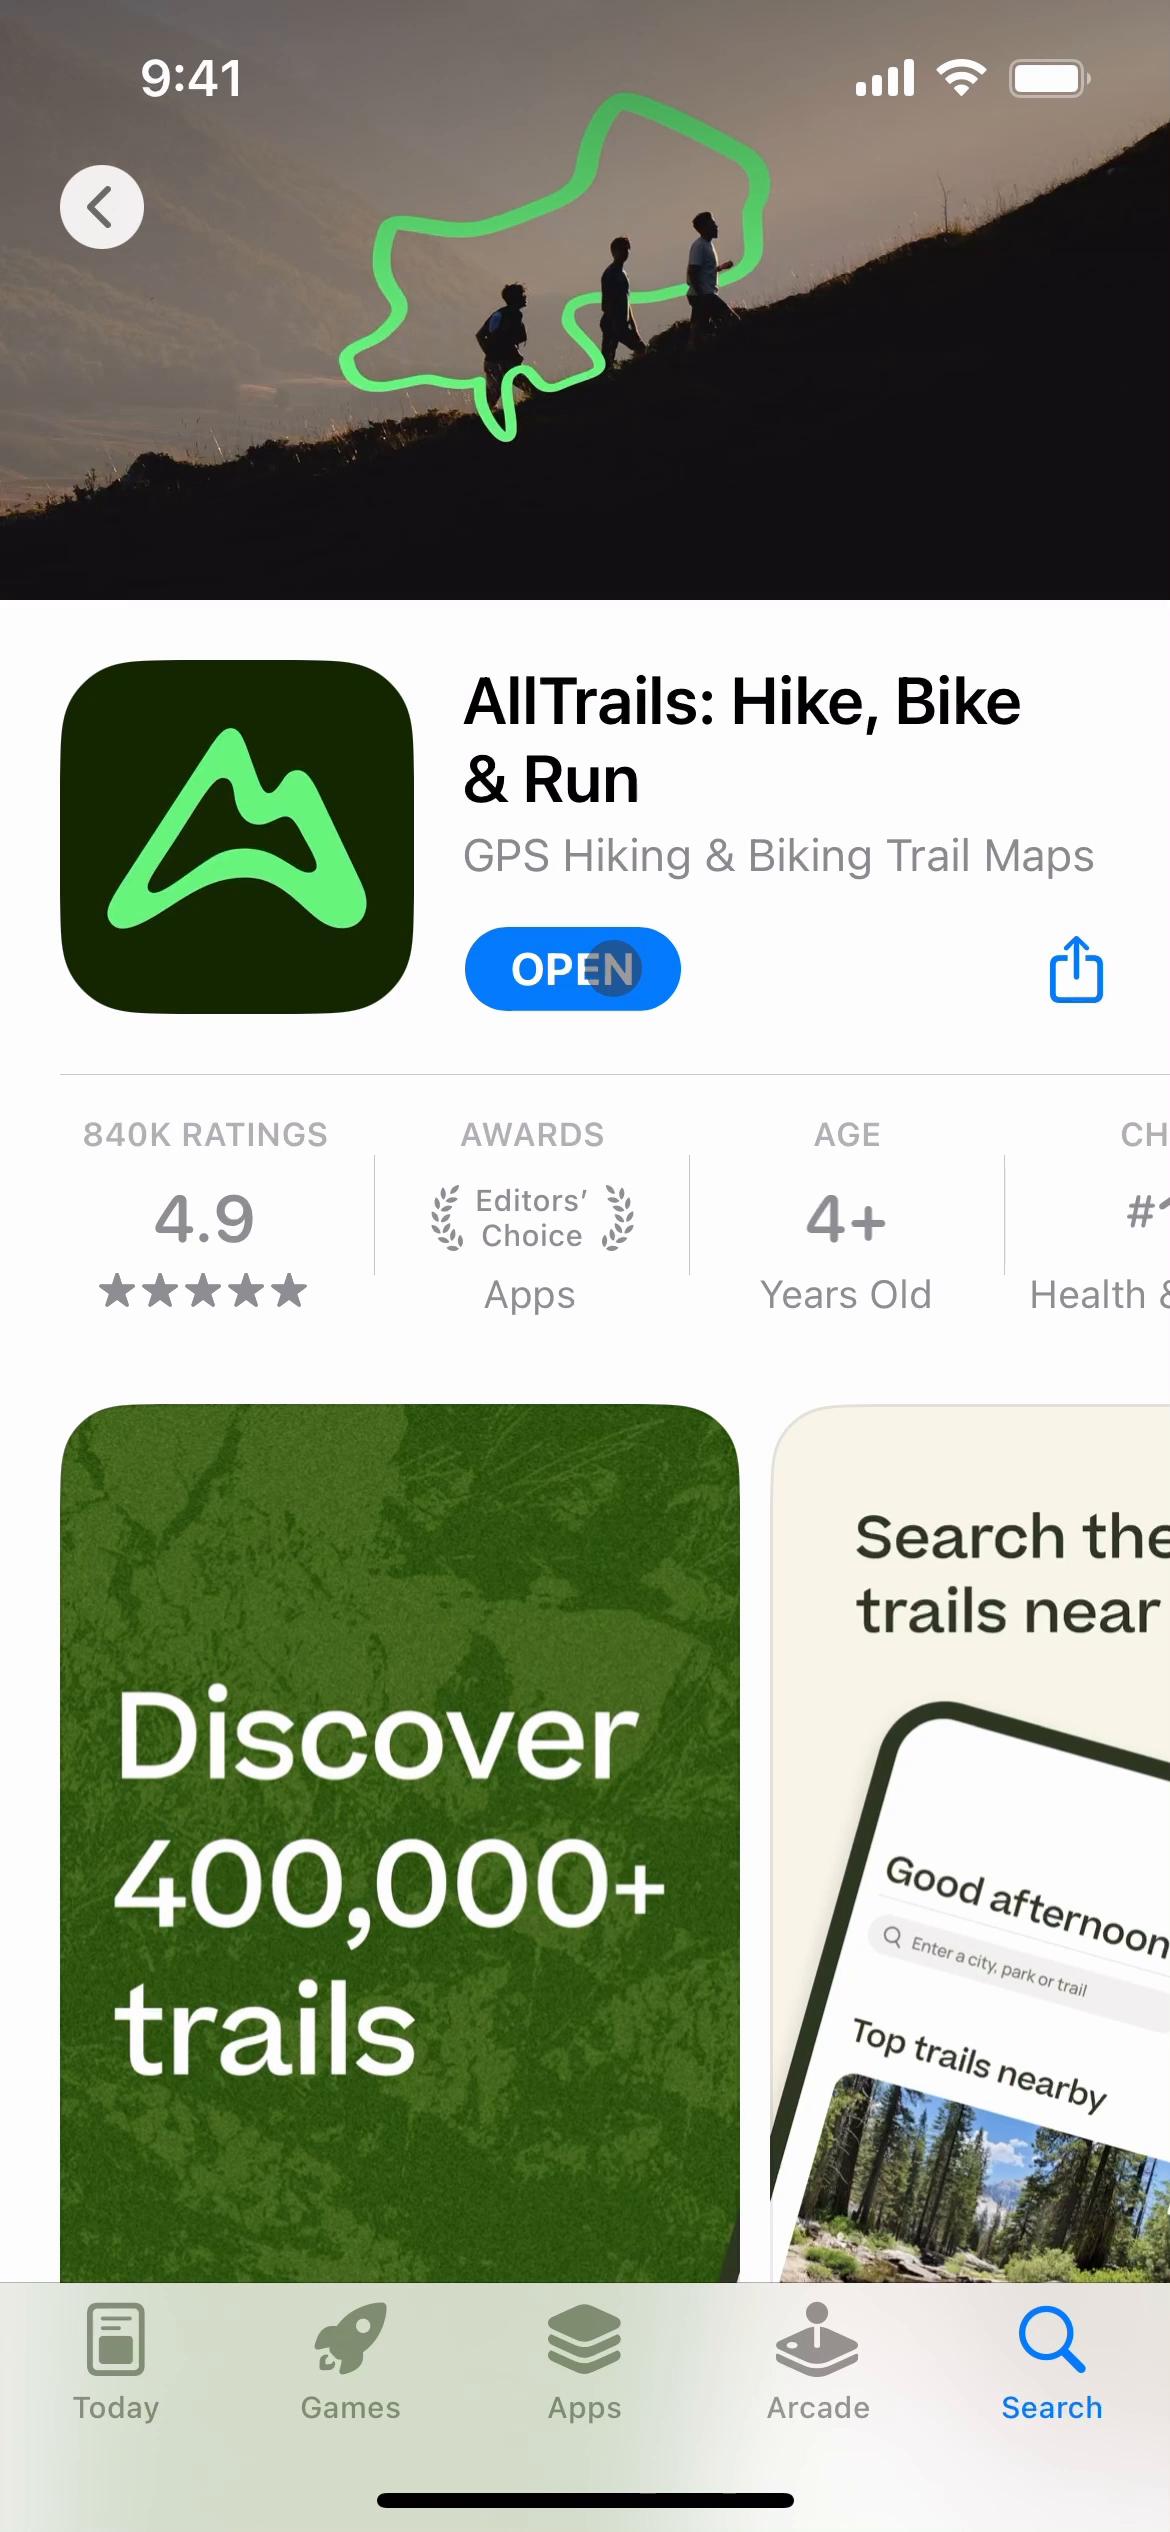 9:41
AllTrails: Hike, Bike
& Run
GPS Hiking & Biking Trail Maps
OPEN
840K RATINGS
4.9
AWARDS
Editors’
Choice
Apps
AGE
4+
Years Old
CH
#1
Health &
Discover
400,000+
trails
Search the
trails near
Good afternoon
Enter a city, park or trail
Top trails nearby
Today
Games
Apps
Arcade
Search